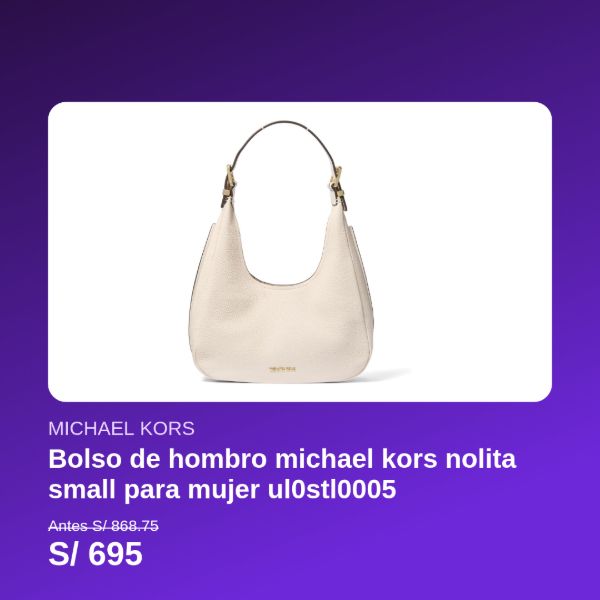 MICHAEL KORS
Bolso de hombro michael kors nolita
small para mujer ul0stl0005
Antes S/ 868.75
S/ 695